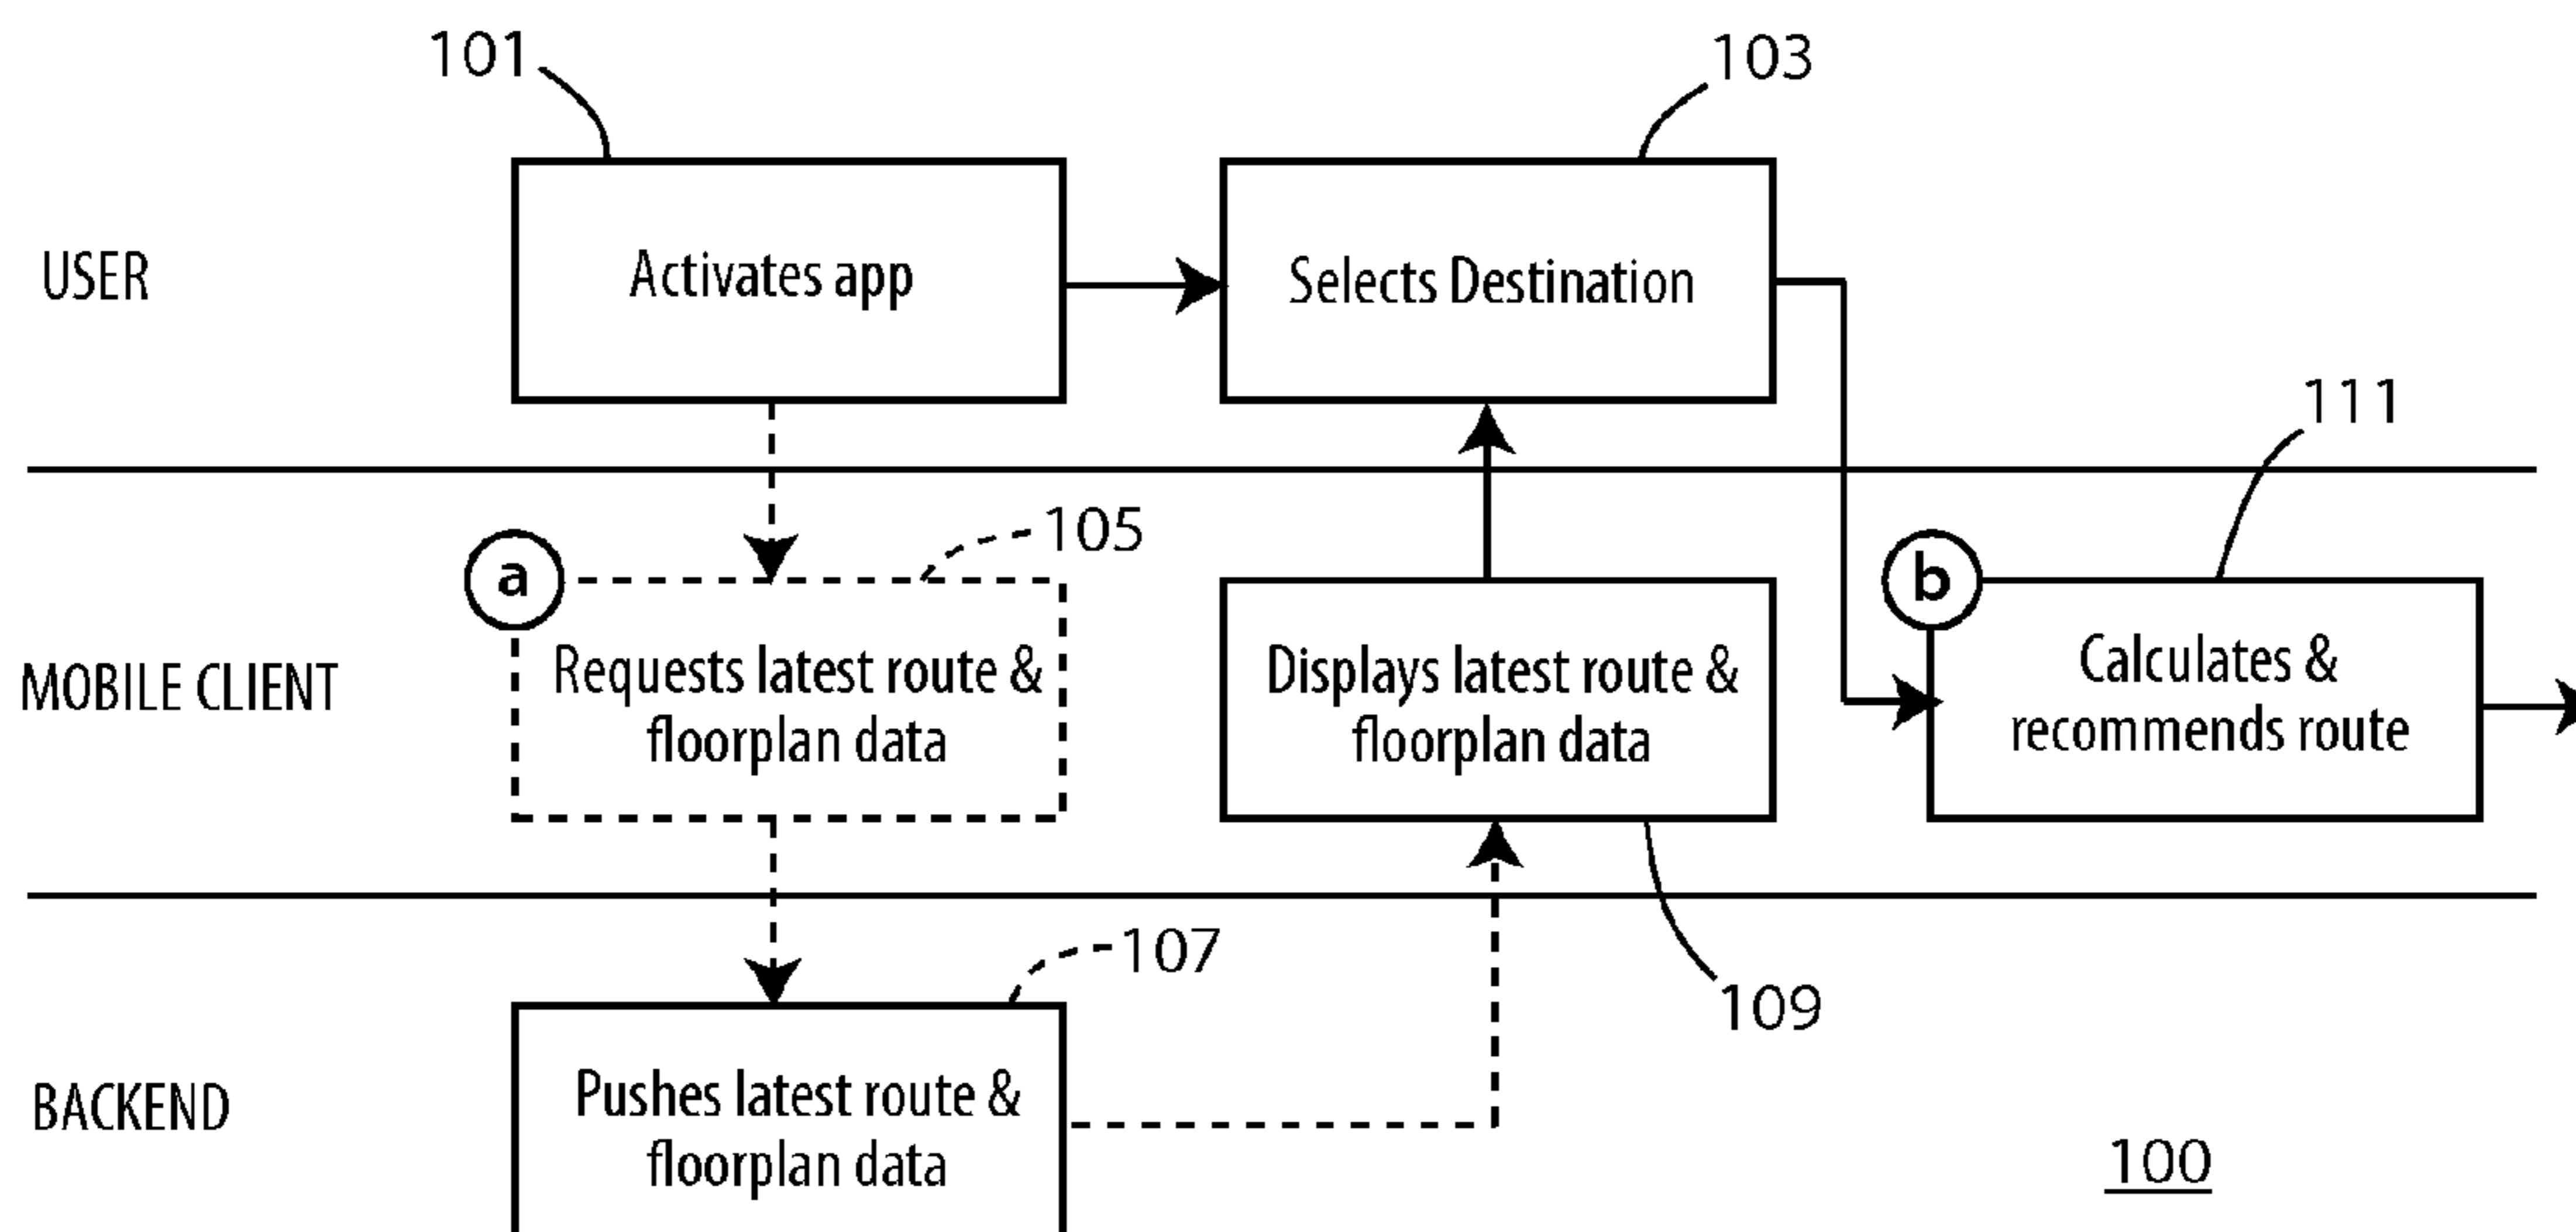 101
103
USER
Activates app
Selects Destination
111
105
a
b
MOBILE CLIENT
Requests latest route &
floorplan data
Displays latest route &
floorplan data
Calculates &
recommends route
107
109
BACKEND
Pushes latest route &
floorplan data
100